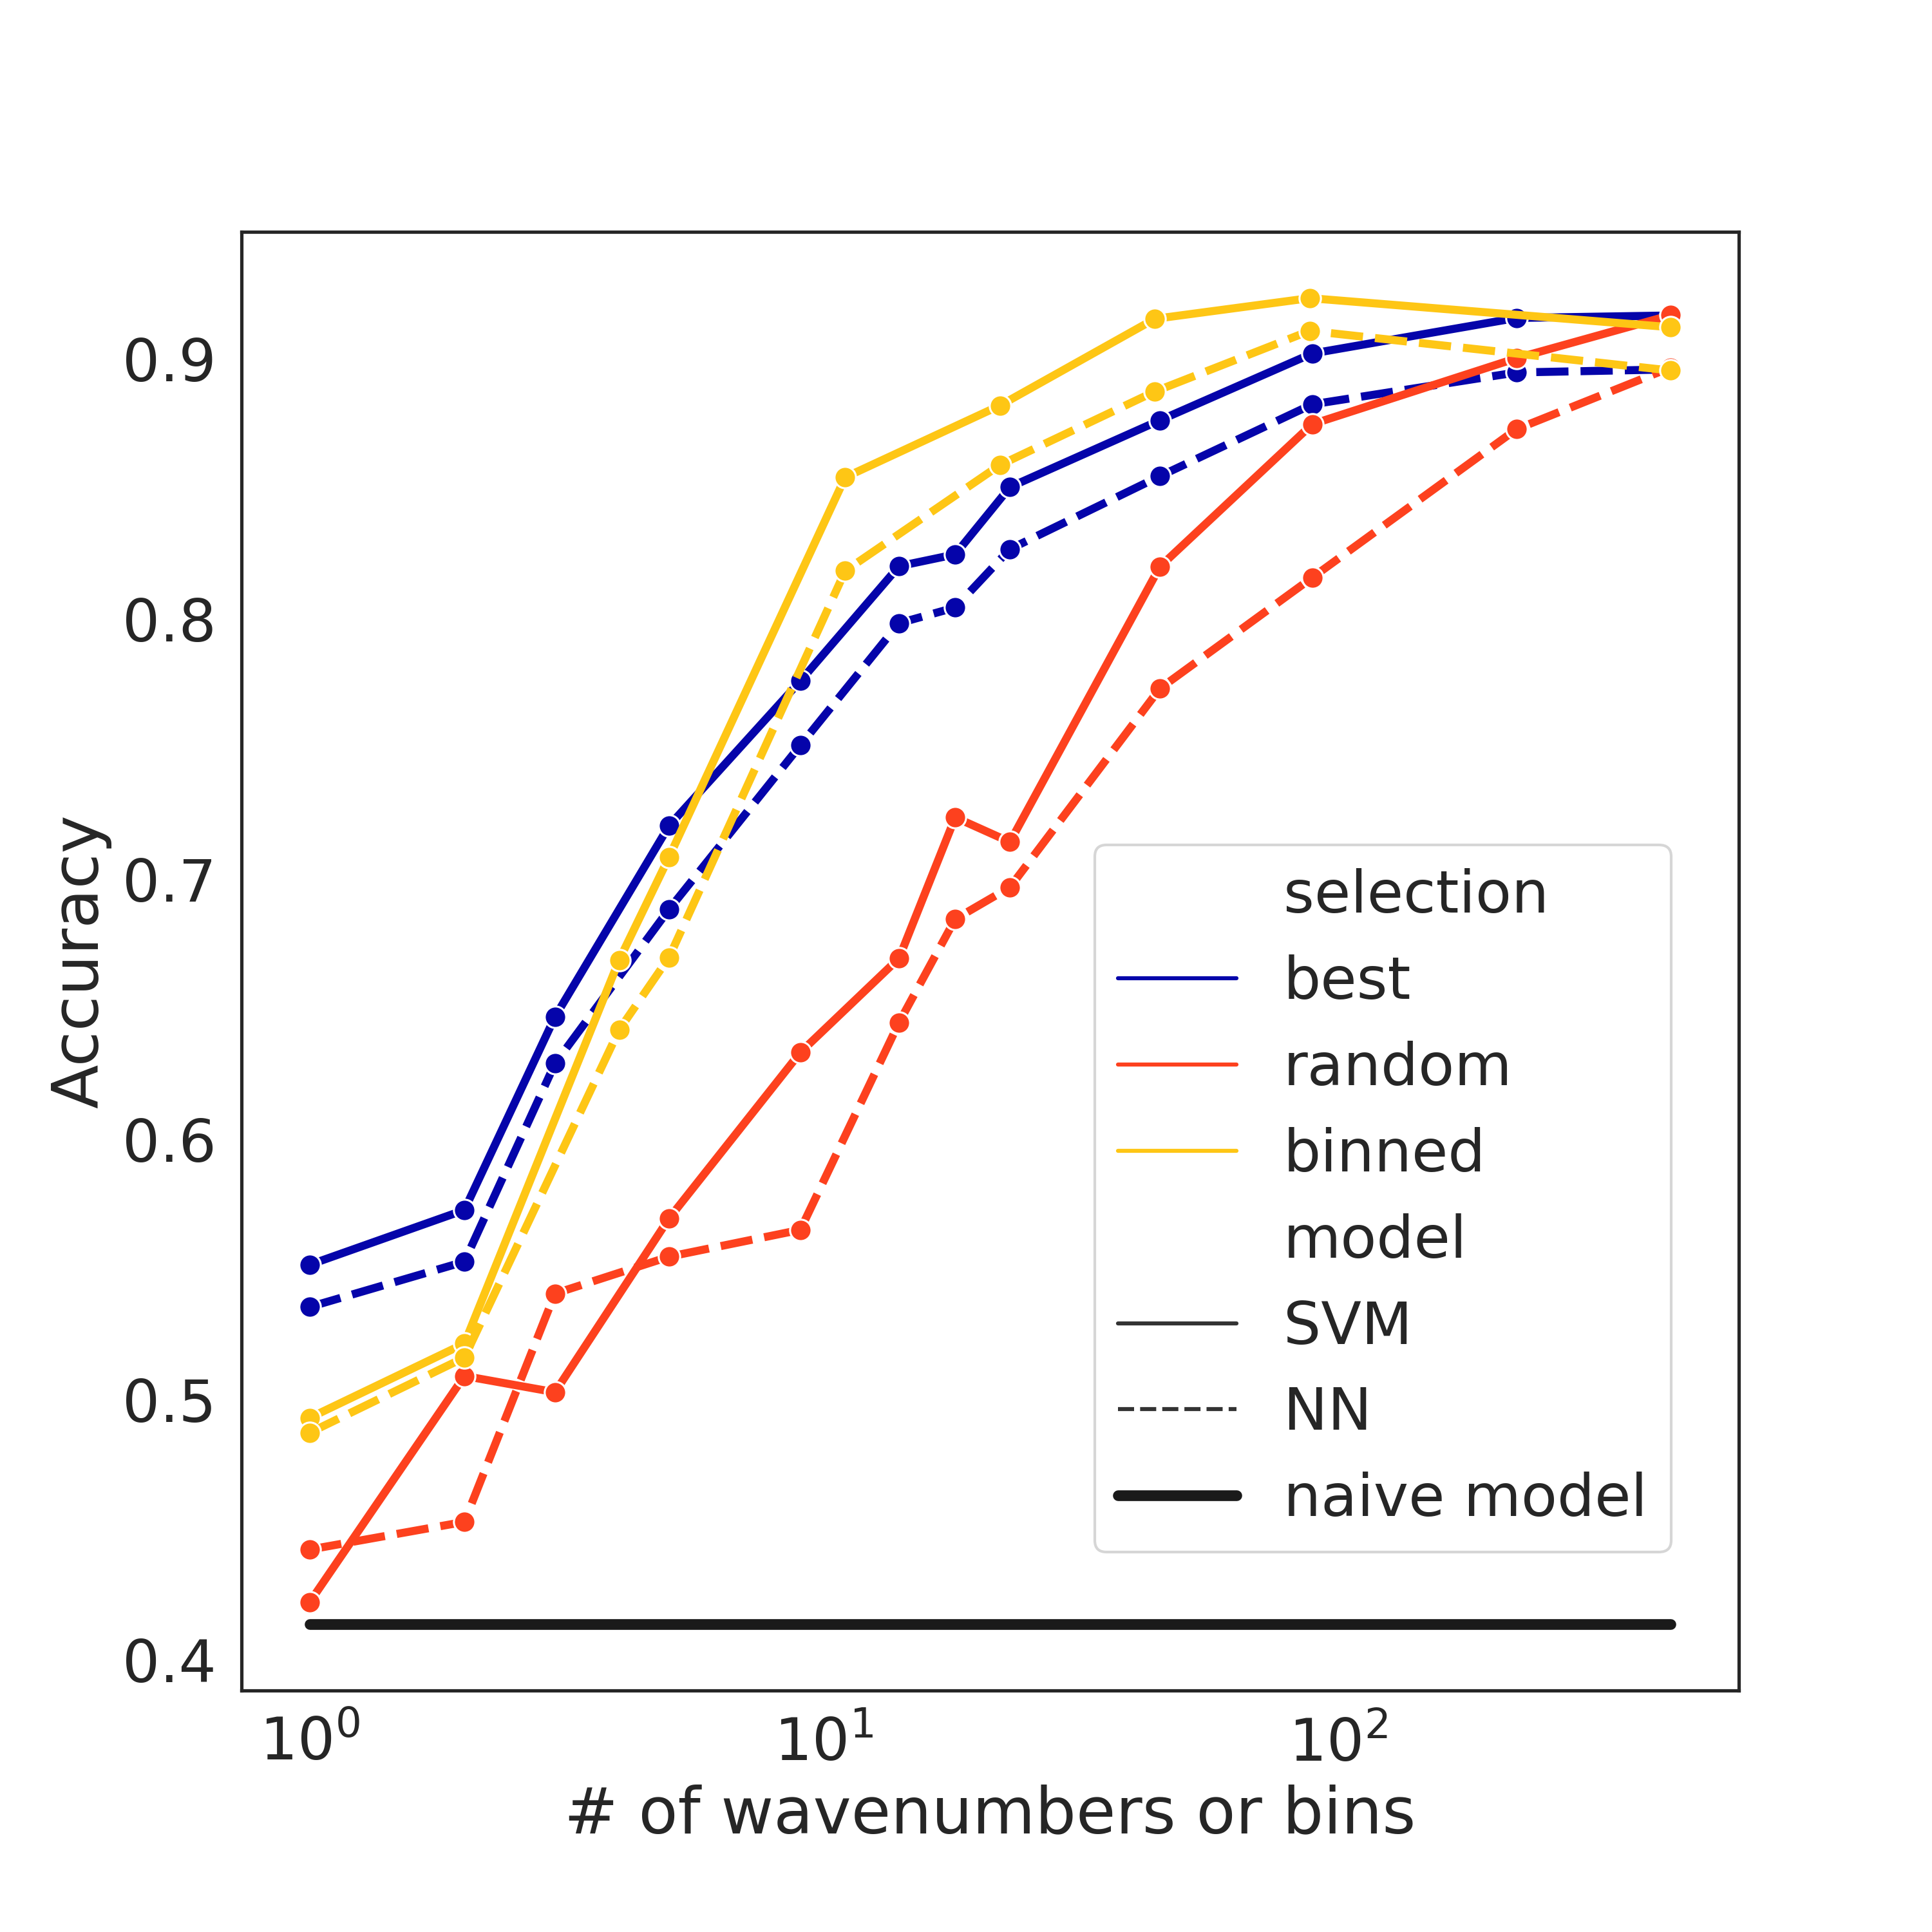 0.9
0.8
0.7
0.6
0.5
0.4
Accuracy
selection
best
random
binned
model
SVM
NN
naive model
10⁰ 10¹ 10²
# of wavenumbers or bins